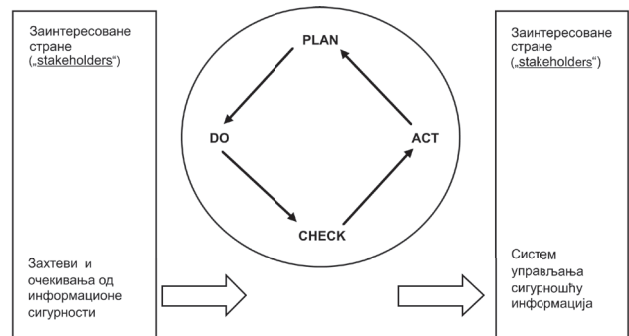 Заинтересоване
стране
(„stakeholders“)
Захтеви и
очекивања од
информационе
сигурности
PLAN
DO
ACT
CHECK
Заинтересоване
стране
(„stakeholders“)
Систем
управљања
сигурношћу
информација